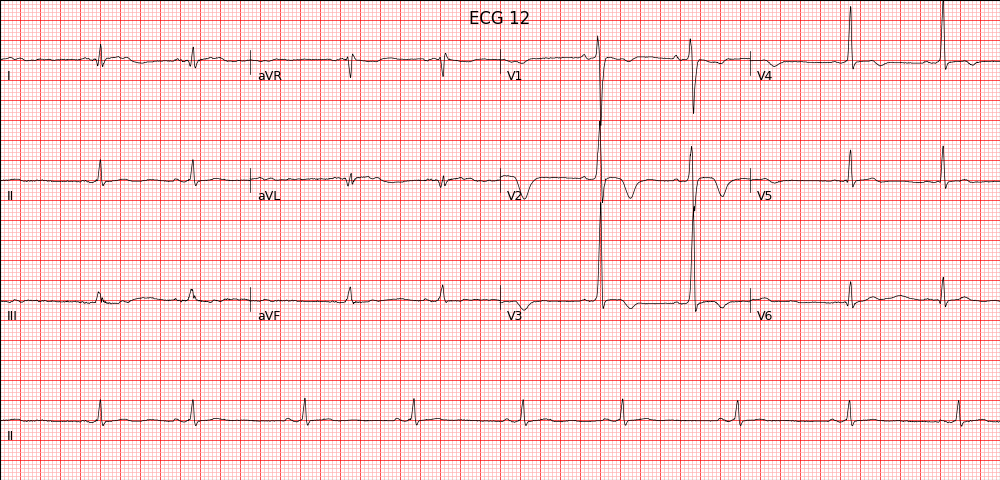 ECG 12
I aVR V1 V4
II aVL V2 V5
III aVF V3 V6
II